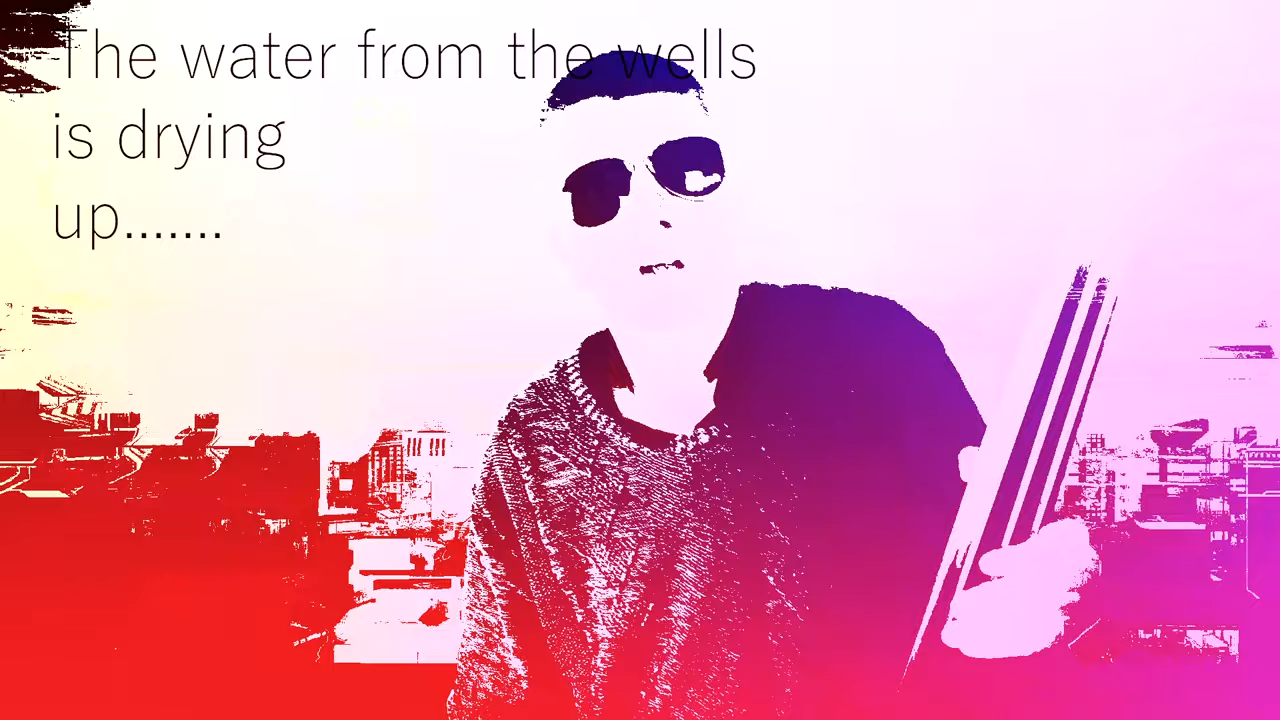 The water from the wells
is drying
up.......